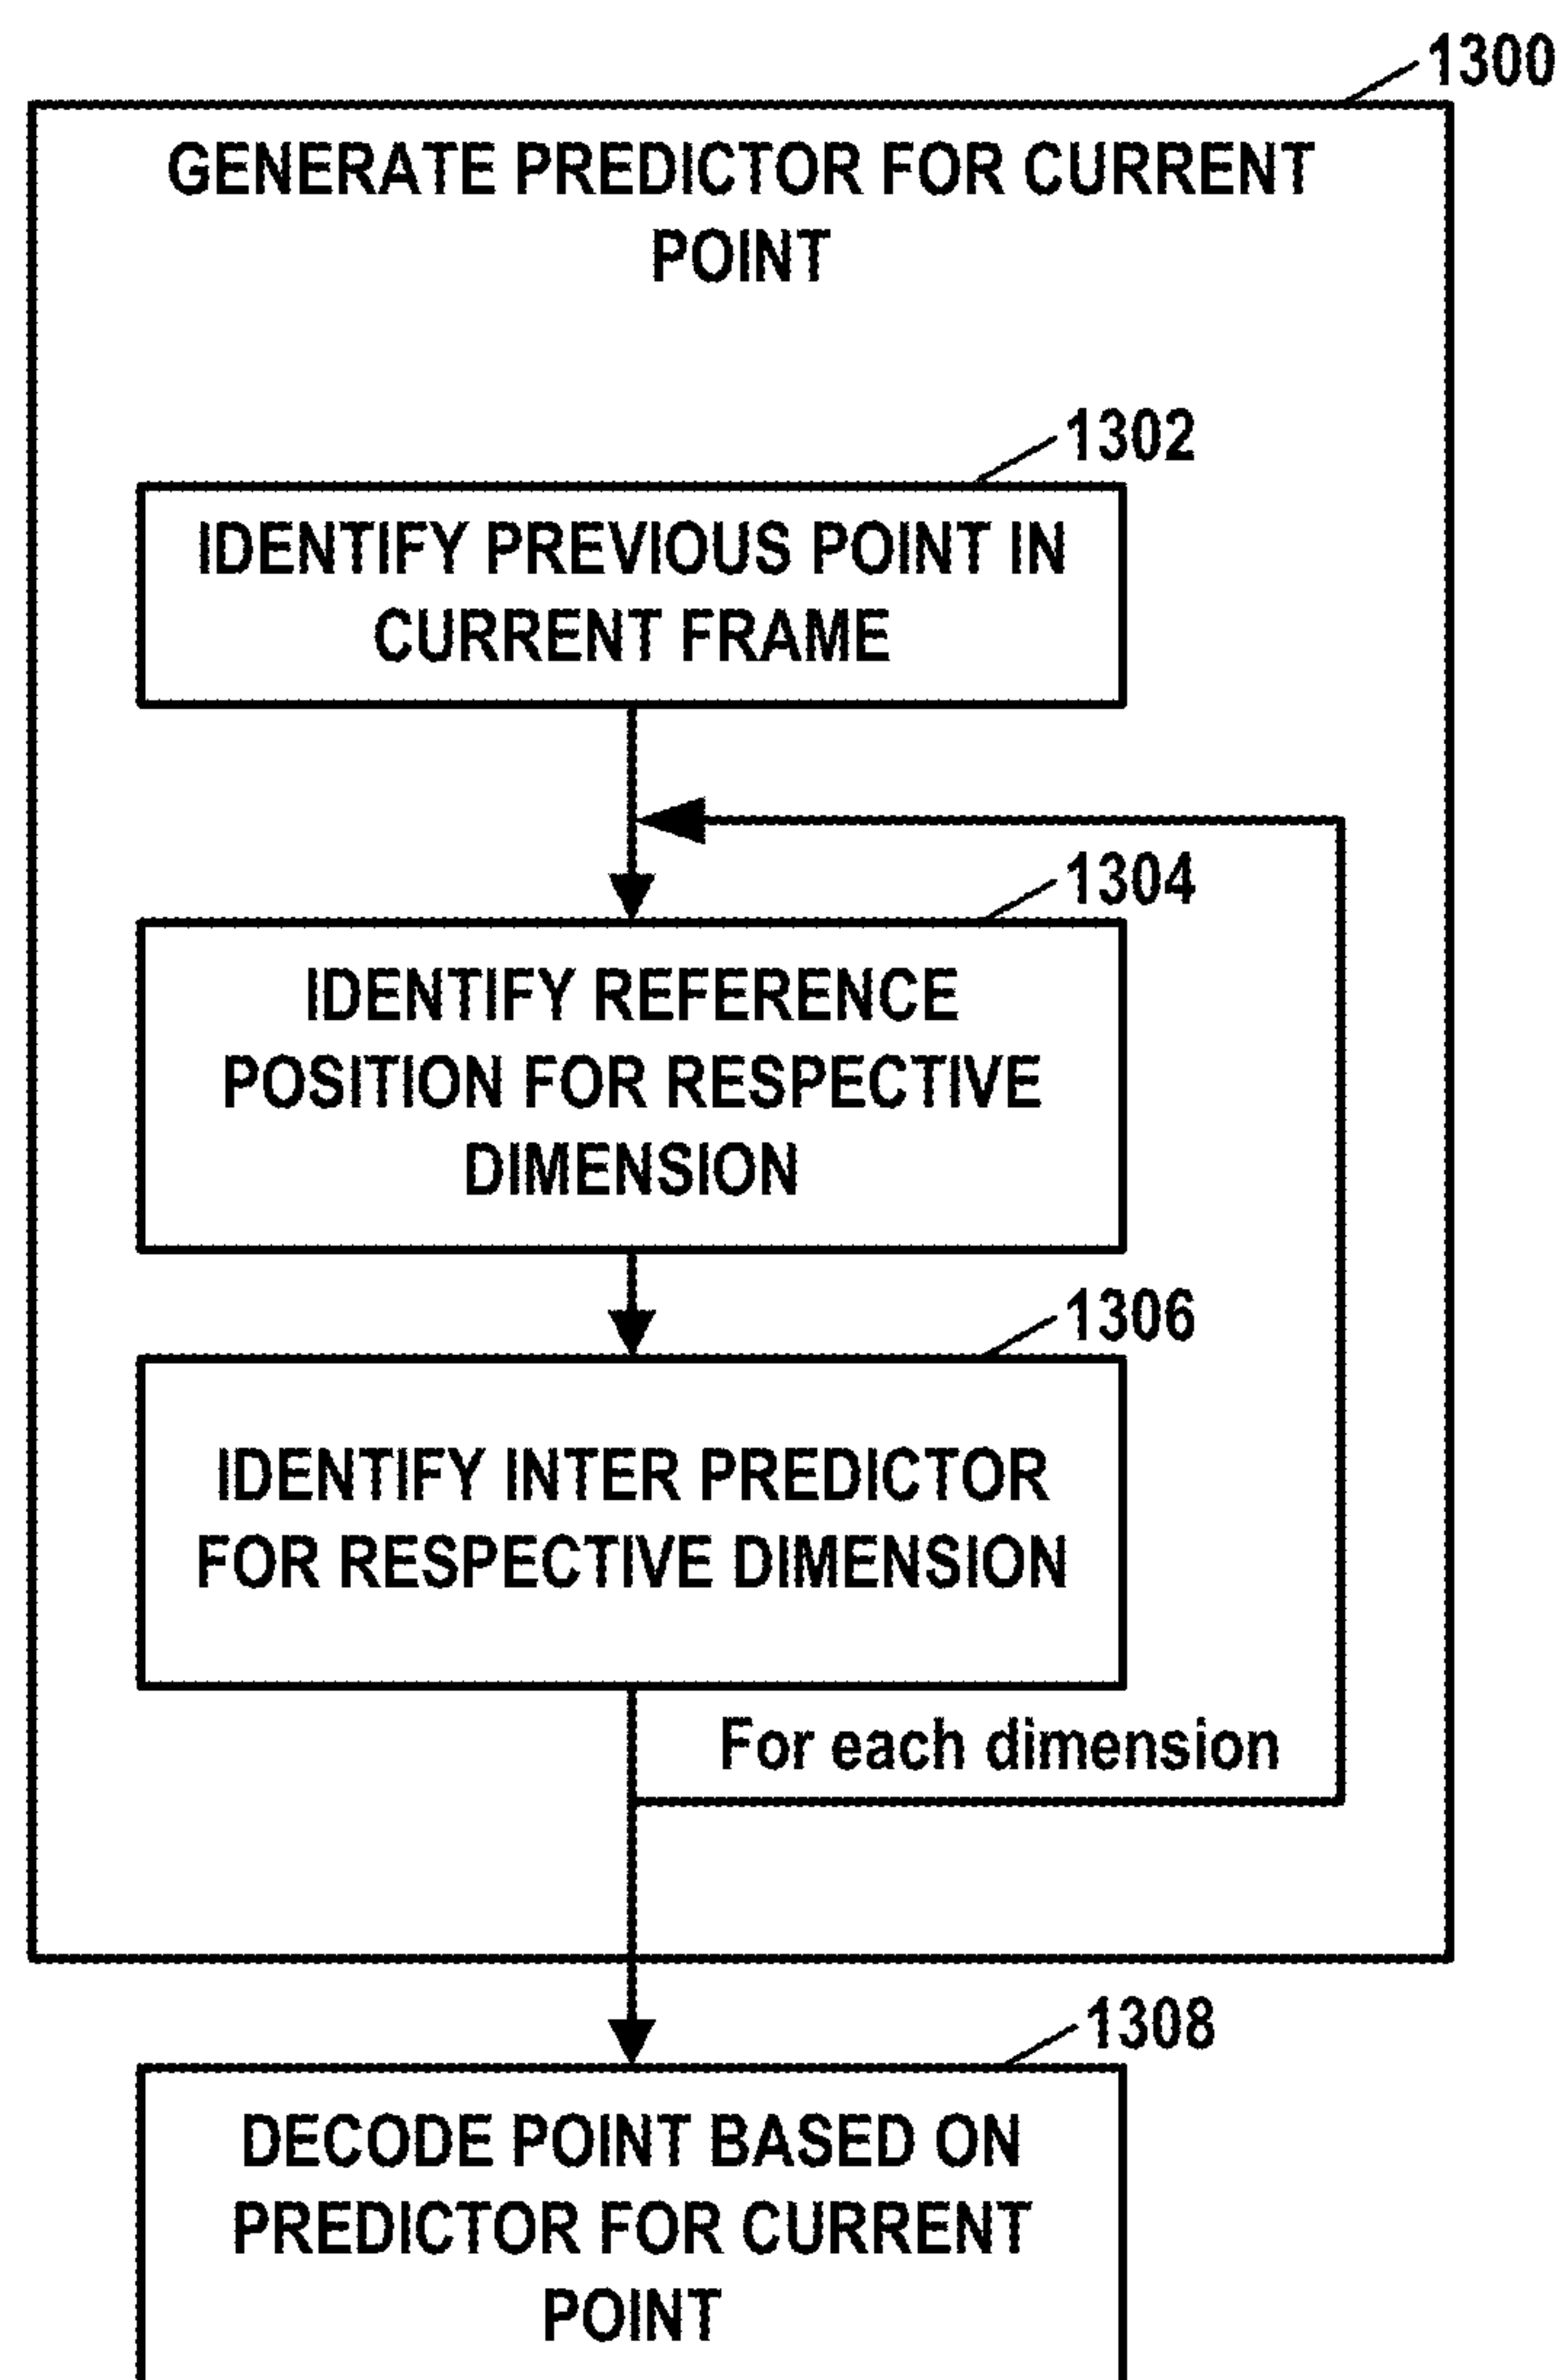 1300
GENERATE PREDICTOR FOR CURRENT
POINT
1302
IDENTIFY PREVIOUS POINT IN
CURRENT FRAME
1304
IDENTIFY REFERENCE
POSITION FOR RESPECTIVE
DIMENSION
1306
IDENTIFY INTER PREDICTOR
FOR RESPECTIVE DIMENSION
For each dimension
1308
DECODE POINT BASED ON
PREDICTOR FOR CURRENT
POINT